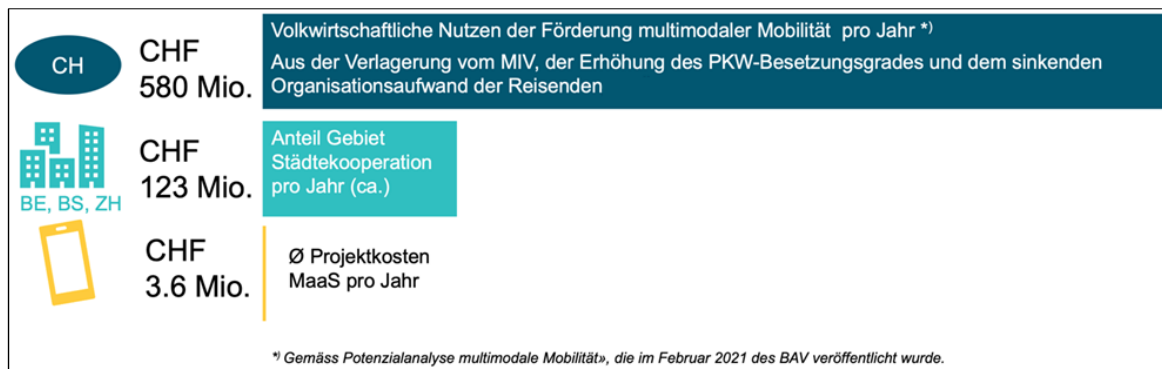 CH
CHF
580 Mio.
Volkwirtschaftliche Nutzen der Förderung multimodaler Mobilität pro Jahr *)
Aus der Verlagerung vom MIV, der Erhöhung des PKW-Besetzungsgrades und dem sinkenden
Organisationsaufwand der Reisenden
BE, BS, ZH
CHF
123 Mio.
Anteil Gebiet
Städtekooperation
pro Jahr (ca.)
CHF
3.6 Mio.
Ø Projektkosten
MaaS pro Jahr
*) Gemäss Potenzialanalyse multimodale Mobilität», die im Februar 2021 des BAV veröffentlicht wurde.